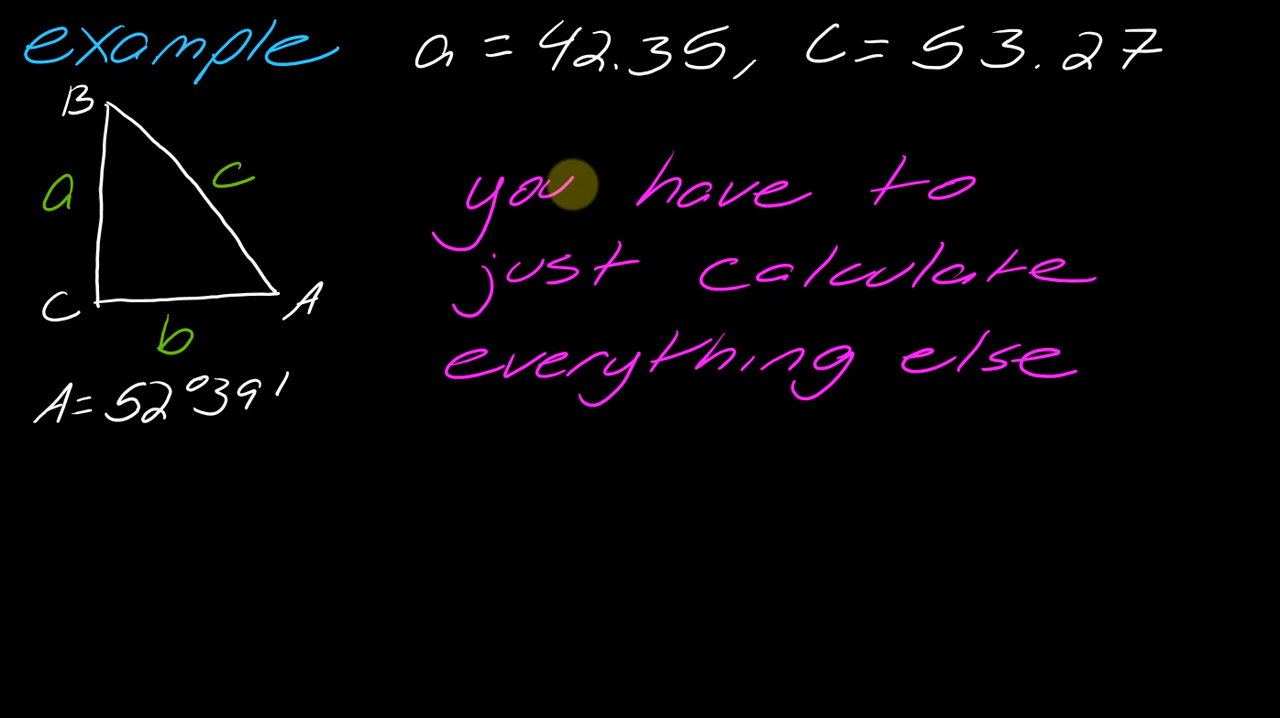 example a = 42.35, c = 53.27
B
a c
you have to
just calculate
C A
b
everything else
A = 52°39'